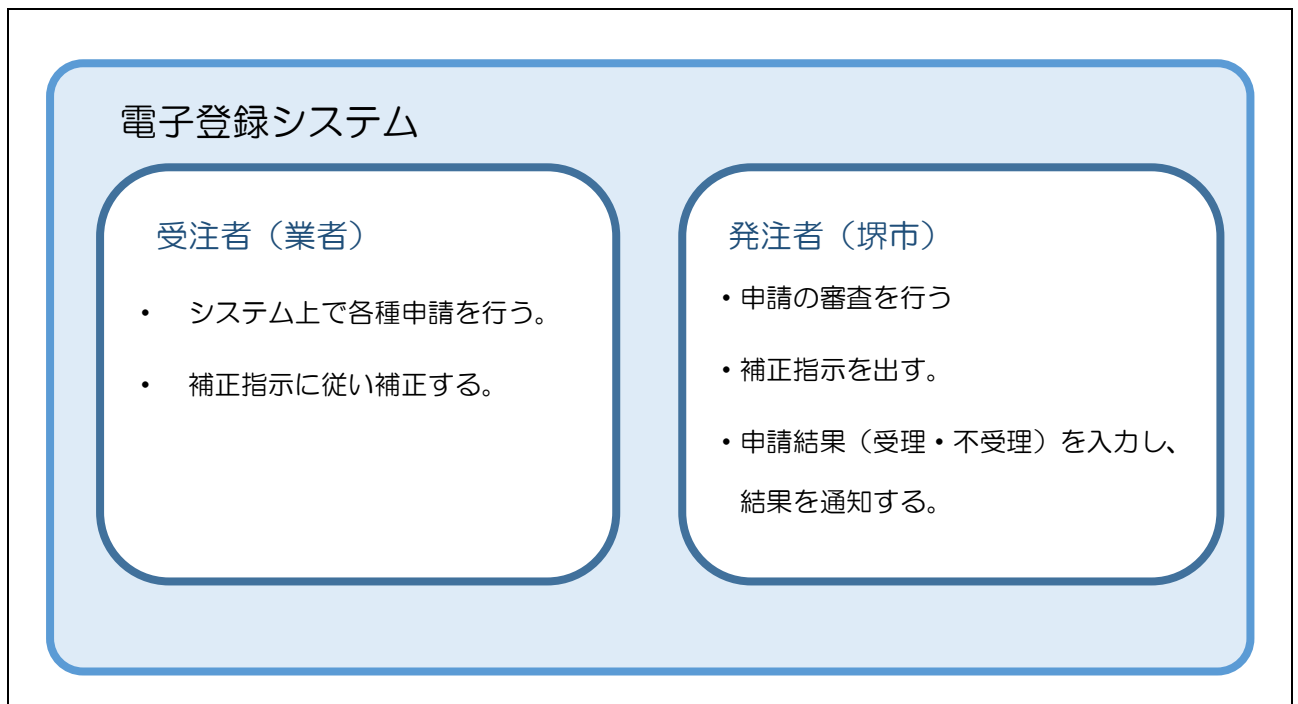 電子登録システム
受注者（業者）
・ システム上で各種申請を行う。
・ 補正指示に従い補正する。
発注者（堺市）
・申請の審査を行う
・補正指示を出す。
・申請結果（受理・不受理）を入力し、
結果を通知する。